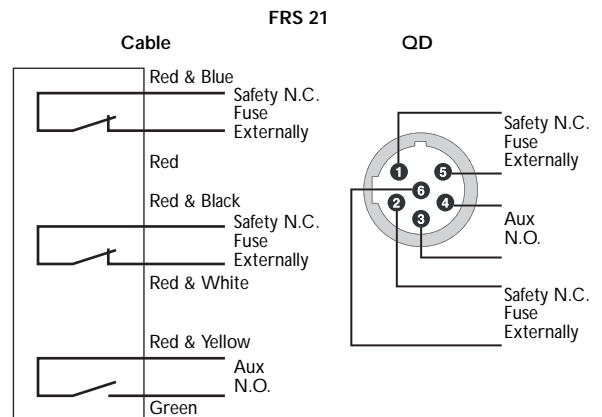 FRS 21
Cable
Red & Blue
Safety N.C.
Fuse
Externally
Red
Red & Black
Safety N.C.
Fuse
Externally
Red & White
Red & Yellow
Aux
N.O.
Green
QD
1
5
6
2
4
3
Safety N.C.
Fuse
Externally
Aux
N.O.
Safety N.C.
Fuse
Externally